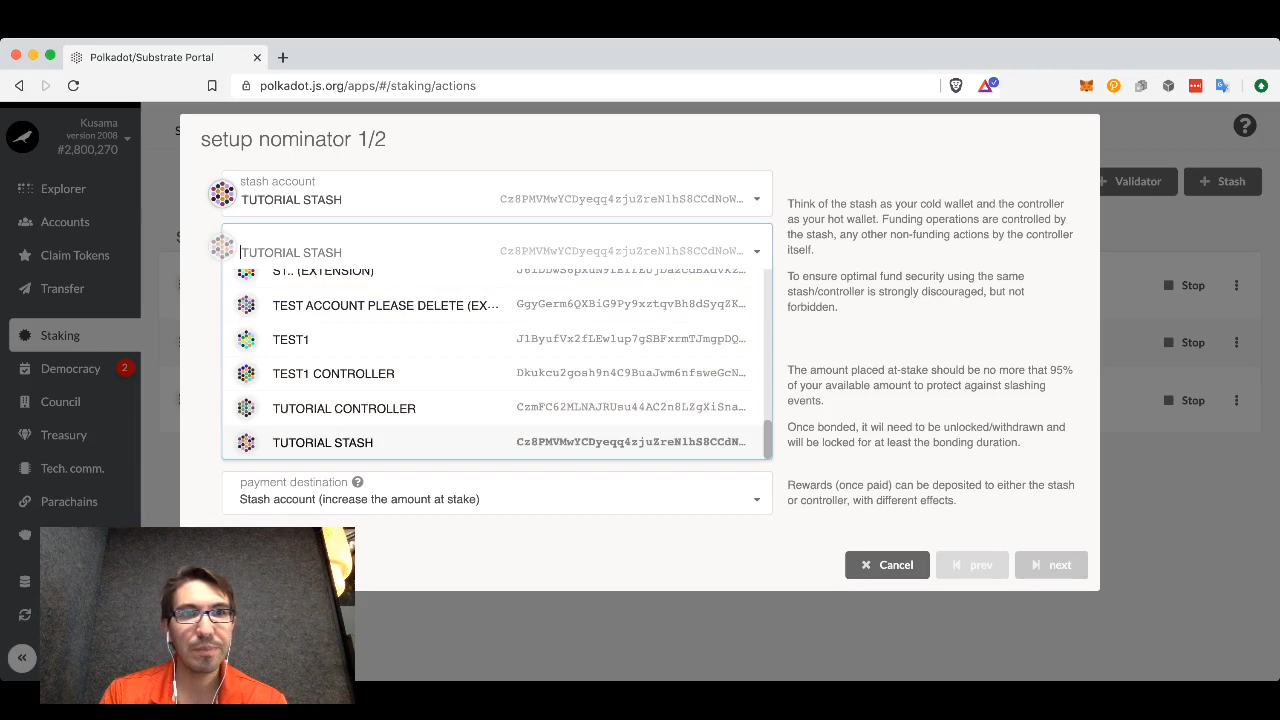 Polkadot/Substrate Portal
polkadot.js.org/apps/#/staking/actions
Kusama
version 2008
#2,800,270
Explorer
Accounts
Claim Tokens
Transfer
Staking
Democracy 2
Council
Treasury
Tech. comm.
Parachains
setup nominator 1/2
stash account
TUTORIAL STASH Cz8PMVMwYCDyeqq4zjuZreNlhS8CCdNoW...
TUTORIAL STASH Cz8PMVMwYCDyeqq4zjuZreNlhS8CCdNoW...
ST.. (EXTENSION)
TEST ACCOUNT PLEASE DELETE (EX... GgyGerm6QXBiG9Py9xztqvBh8dSyqZK...
TEST1 JlByufVx2fLEwlup7gSBFxrmTJmgpDQ...
TEST1 CONTROLLER Dkukcu2gosh9n4C9BuaJwm6nfsweGcN...
TUTORIAL CONTROLLER CzmFC62MLNAJRUsu44AC2n8LZgXiSna...
TUTORIAL STASH Cz8PMVMwYCDyeqq4zjuZreNlhS8CCdN...
payment destination
Stash account (increase the amount at stake)
Think of the stash as your cold wallet and the controller
as your hot wallet. Funding operations are controlled by
the stash, any other non-funding actions by the controller
itself.
To ensure optimal fund security using the same
stash/controller is strongly discouraged, but not
forbidden.
The amount placed at-stake should be no more that 95%
of your available amount to protect against slashing
events.
Once bonded, it wil need to be unlocked/withdrawn and
will be locked for at least the bonding duration.
Rewards (once paid) can be deposited to either the stash
or controller, with different effects.
Cancel
prev
next
Validator
Stash
Stop
Stop
Stop